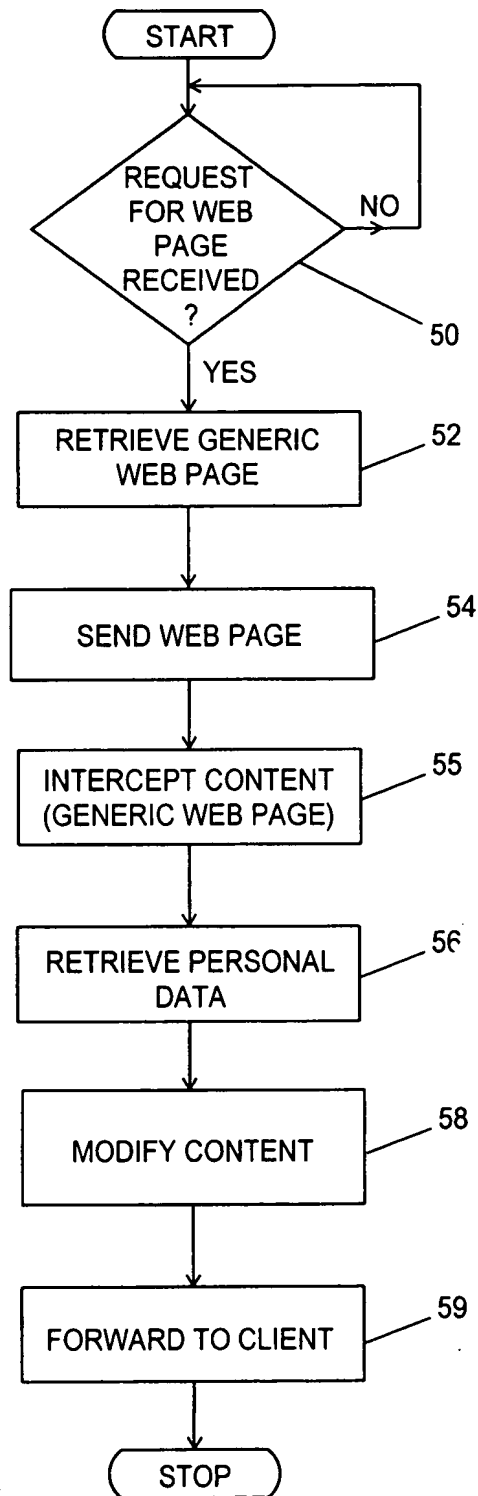 START
REQUEST
FOR WEB
PAGE
RECEIVED
?
NO
50
YES
RETRIEVE GENERIC
WEB PAGE
52
SEND WEB PAGE
54
INTERCEPT CONTENT
(GENERIC WEB PAGE)
55
RETRIEVE PERSONAL
DATA
56
MODIFY CONTENT
58
FORWARD TO CLIENT
59
STOP